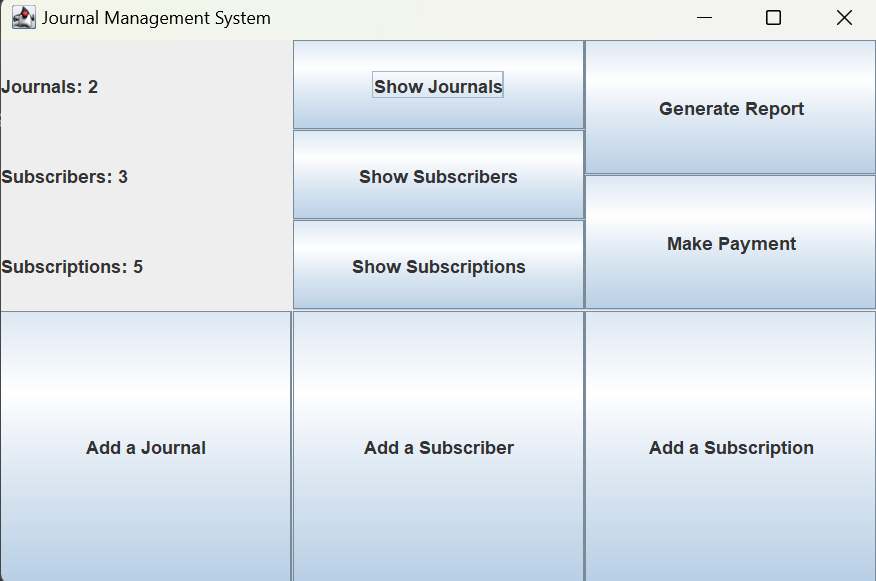 Journal Management System
Journals: 2
Show Journals
Generate Report
Subscribers: 3
Show Subscribers
Make Payment
Subscriptions: 5
Show Subscriptions
Add a Journal
Add a Subscriber
Add a Subscription